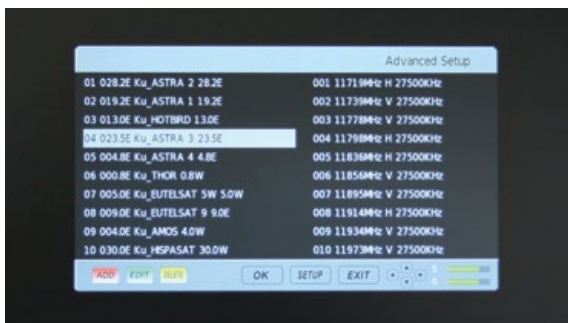 Advanced Setup
01 028.2E Ku_ASTRA 2 28.2E
02 019.2E Ku_ASTRA 1 19.2E
03 013.0E Ku_HOTBIRD 13.0E
04 023.5E Ku_ASTRA 3 23.5E
05 004.8E Ku_ASTRA 4 4.8E
06 000.8E Ku_THOR 0.8W
07 005.0E Ku_EUTELSAT 5W 5.0W
08 009.0E Ku_EUTELSAT 9 9.0E
09 004.0E Ku_AMOS 4.0W
10 030.0E Ku_HISPASAT 30.0W
001 11719MHz H 27500KHz
002 11739MHz V 27500KHz
003 11778MHz V 27500KHz
004 11798MHz H 27500KHz
005 11836MHz H 27500KHz
006 11856MHz V 27500KHz
007 11895MHz V 27500KHz
008 11914MHz H 27500KHz
009 11934MHz V 27500KHz
010 11973MHz V 27500KHz
ADD EDIT DELETE OK SETUP EXIT S
Q